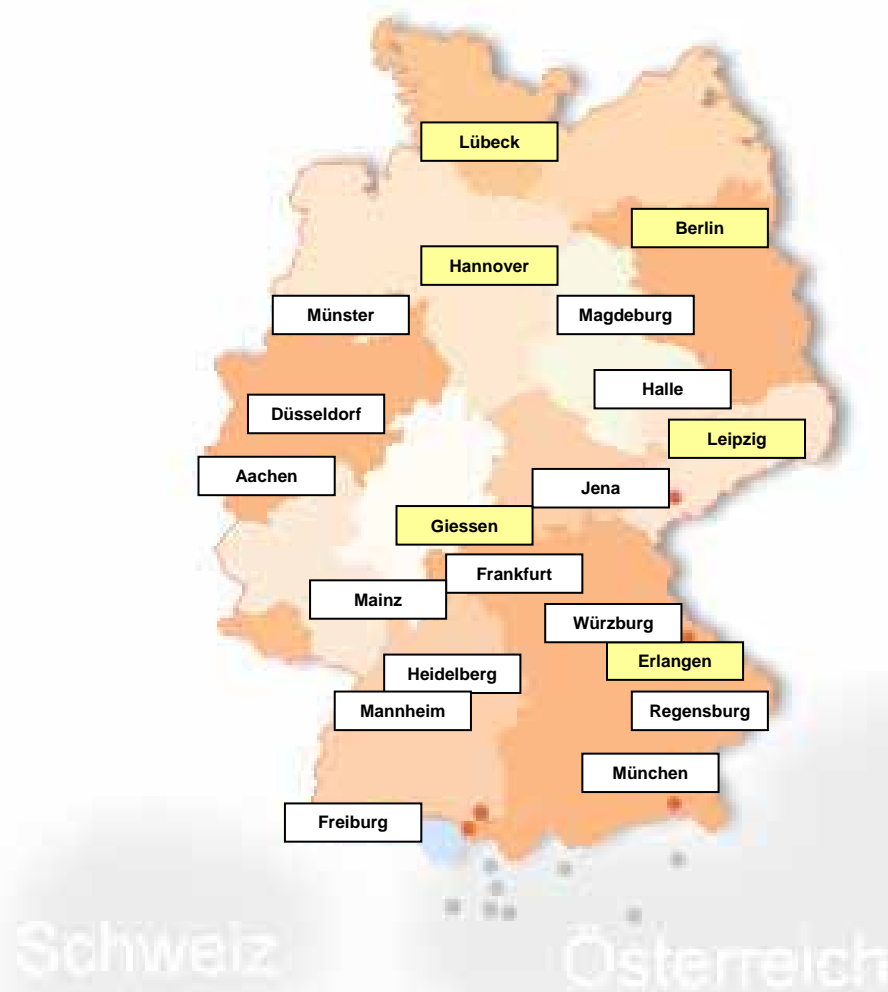 Lübeck
Berlin
Hannover
Münster
Magdeburg
Halle
Düsseldorf
Leipzig
Aachen
Jena
Giessen
Frankfurt
Mainz
Würzburg
Erlangen
Heidelberg
Mannheim
Regensburg
München
Freiburg
Schweiz
Österreich